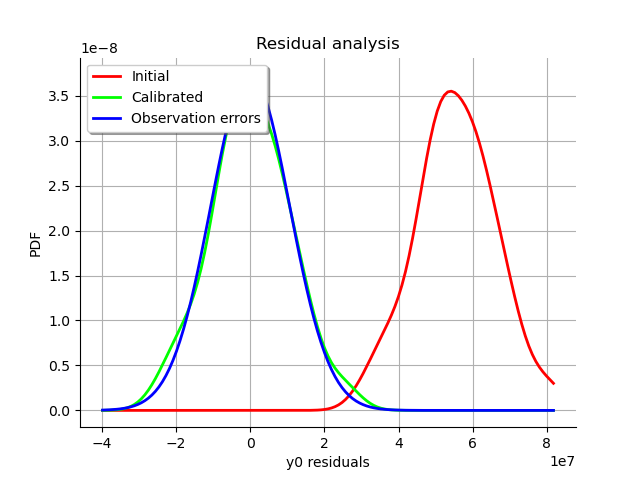 Residual analysis
1e−8
Initial
Calibrated
Observation errors
3.5
3.0
2.5
2.0
1.5
1.0
0.5
0.0
PDF
−4 −2 0 2 4 6 8
y0 residuals
1e7